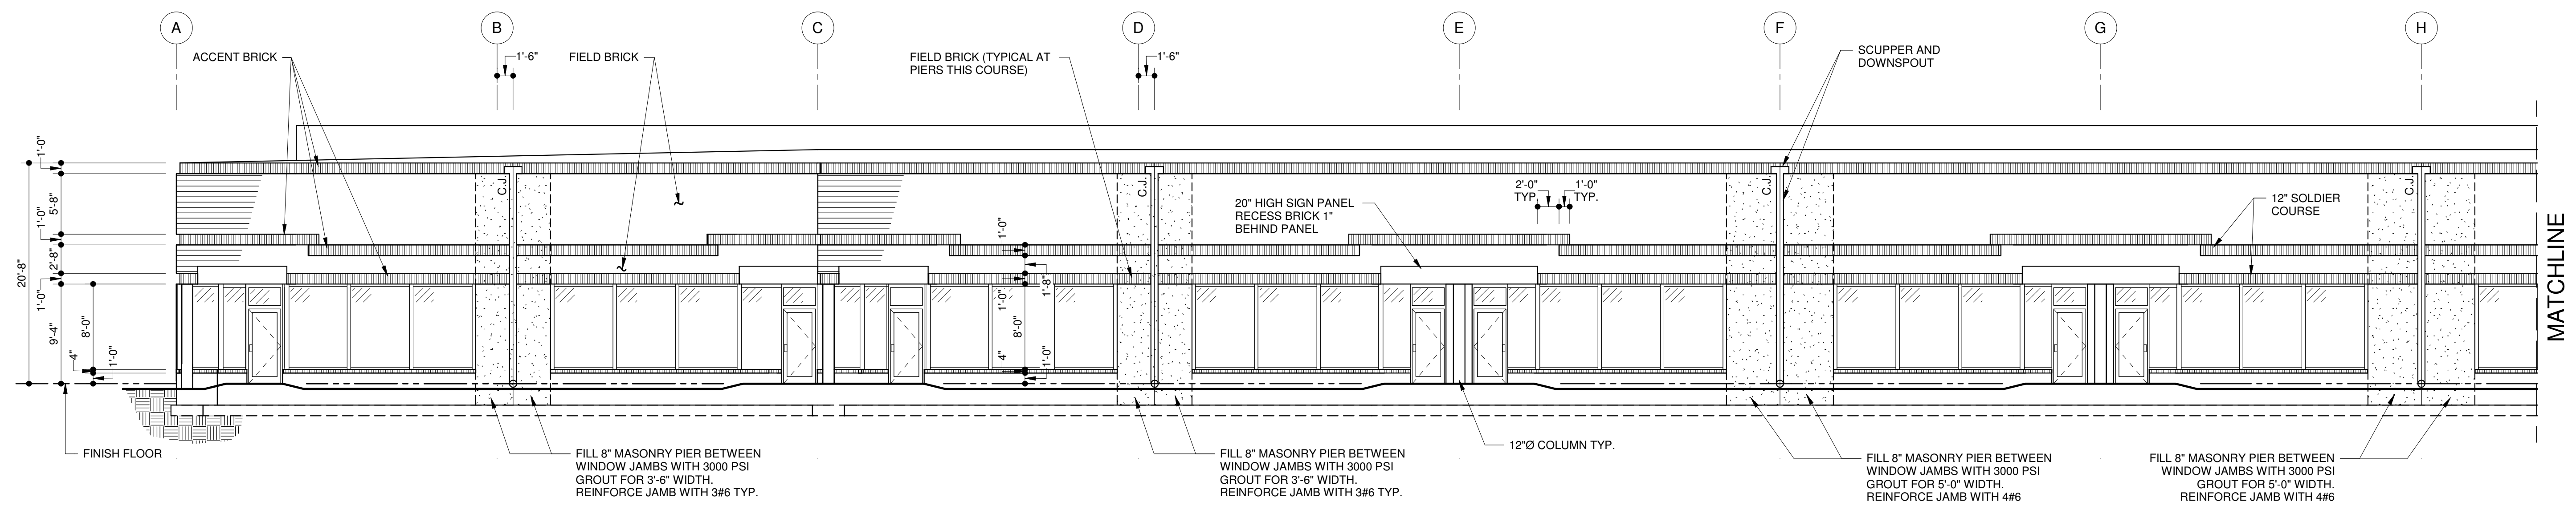 A
B
C
D
E
F
G
H
ACCENT BRICK
1'-6"
FIELD BRICK
FIELD BRICK (TYPICAL AT
PIERS THIS COURSE)
1'-6"
SCUPPER AND
DOWNSPOUT
1'-0"
5'-8"
1'-0"
2'-8"
20'-8"
1'-0"
9'-4"
8'-0"
4"
1'-0"
C.J.
C.J.
C.J.
C.J.
1'-0"
1'-8"
1'-0"
8'-0"
4"
1'-0"
20" HIGH SIGN PANEL
RECESS BRICK 1"
BEHIND PANEL
2'-0"
TYP.
1'-0"
TYP.
12" SOLDIER
COURSE
MATCHLINE
FINISH FLOOR
FILL 8" MASONRY PIER BETWEEN
WINDOW JAMBS WITH 3000 PSI
GROUT FOR 3'-6" WIDTH.
REINFORCE JAMB WITH 3#6 TYP.
FILL 8" MASONRY PIER BETWEEN
WINDOW JAMBS WITH 3000 PSI
GROUT FOR 3'-6" WIDTH.
REINFORCE JAMB WITH 3#6 TYP.
12"Ø COLUMN TYP.
FILL 8" MASONRY PIER BETWEEN
WINDOW JAMBS WITH 3000 PSI
GROUT FOR 5'-0" WIDTH.
REINFORCE JAMB WITH 4#6
FILL 8" MASONRY PIER BETWEEN
WINDOW JAMBS WITH 3000 PSI
GROUT FOR 5'-0" WIDTH.
REINFORCE JAMB WITH 4#6